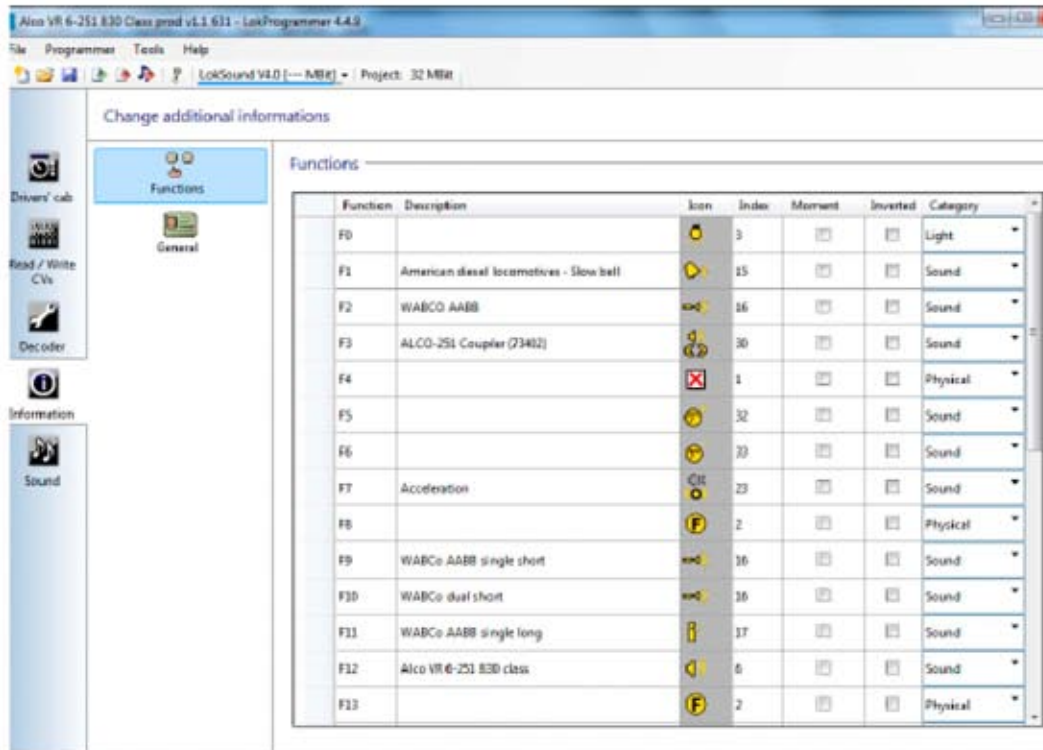 Alco VR 6-251 830 Class prod v1.1 631 - LokProgrammer 4.4.9
File Programmer Tools Help
LokSound V4.0 [--- MBit] Project: 32 MBit
Change additional informations
Drivers' cab
Read / Write CVs
Decoder
Information
Sound
Functions
General
Functions
Function Description Icon Index Moment Inverted Category
F0 3 Light
F1 American diesel locomotives - Slow bell 15 Sound
F2 WABCO AABB 16 Sound
F3 ALCO-251 Coupler (73402) 30 Sound
F4 1 Physical
F5 32 Sound
F6 33 Sound
F7 Acceleration 23 Sound
F8 F 2 Physical
F9 WABCo AABB single short 16 Sound
F10 WABCo dual short 16 Sound
F11 WABCo AABB single long 17 Sound
F12 Alco VR 6-251 830 class 6 Sound
F13 F 2 Physical